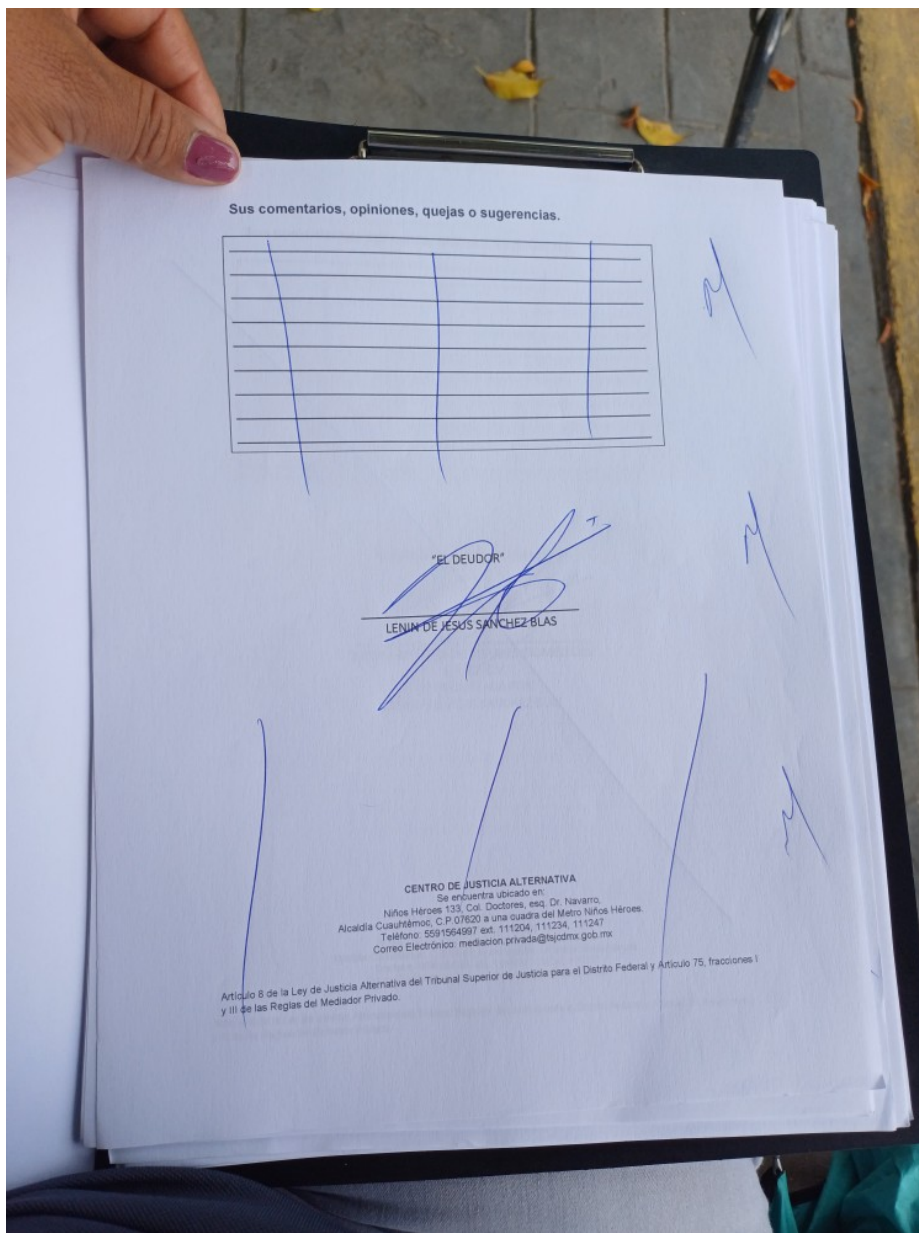 Sus comentarios, opiniones, quejas o sugerencias.
"EL DEUDOR"
LENIN DE JESUS SANCHEZ BLAS
CENTRO DE JUSTICIA ALTERNATIVA
Se encuentra ubicado en:
Niños Héroes 133, Col. Doctores, esq. Dr. Navarro,
Alcaldía Cuauhtémoc, C.P 07620 a una cuadra del Metro Niños Héroes.
Teléfono: 5591564997 ext. 111204, 111234, 111247
Correo Electrónico: mediacion.privada@tsjcdmx.gob.mx
Artículo 8 de la Ley de Justicia Alternativa del Tribunal Superior de Justicia para el Distrito Federal y Artículo 75, fracciones I
y III de las Reglas del Mediador Privado.